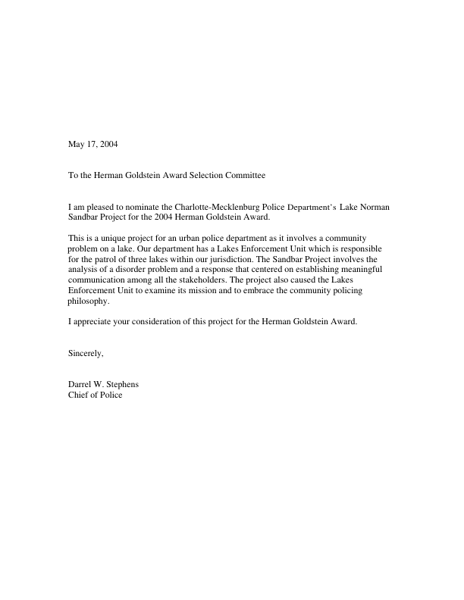 May 17, 2004
To the Herman Goldstein Award Selection Committee
I am pleased to nominate the Charlotte-Mecklenburg Police Department's Lake Norman
Sandbar Project for the 2004 Herman Goldstein Award.
This is a unique project for an urban police department as it involves a community
problem on a lake. Our department has a Lakes Enforcement Unit which is responsible
for the patrol of three lakes within our jurisdiction. The Sandbar Project involves the
analysis of a disorder problem and a response that centered on establishing meaningful
communication among all the stakeholders. The project also caused the Lakes
Enforcement Unit to examine its mission and to embrace the community policing
philosophy.
I appreciate your consideration of this project for the Herman Goldstein Award.
Sincerely,
Darrel W. Stephens
Chief of Police